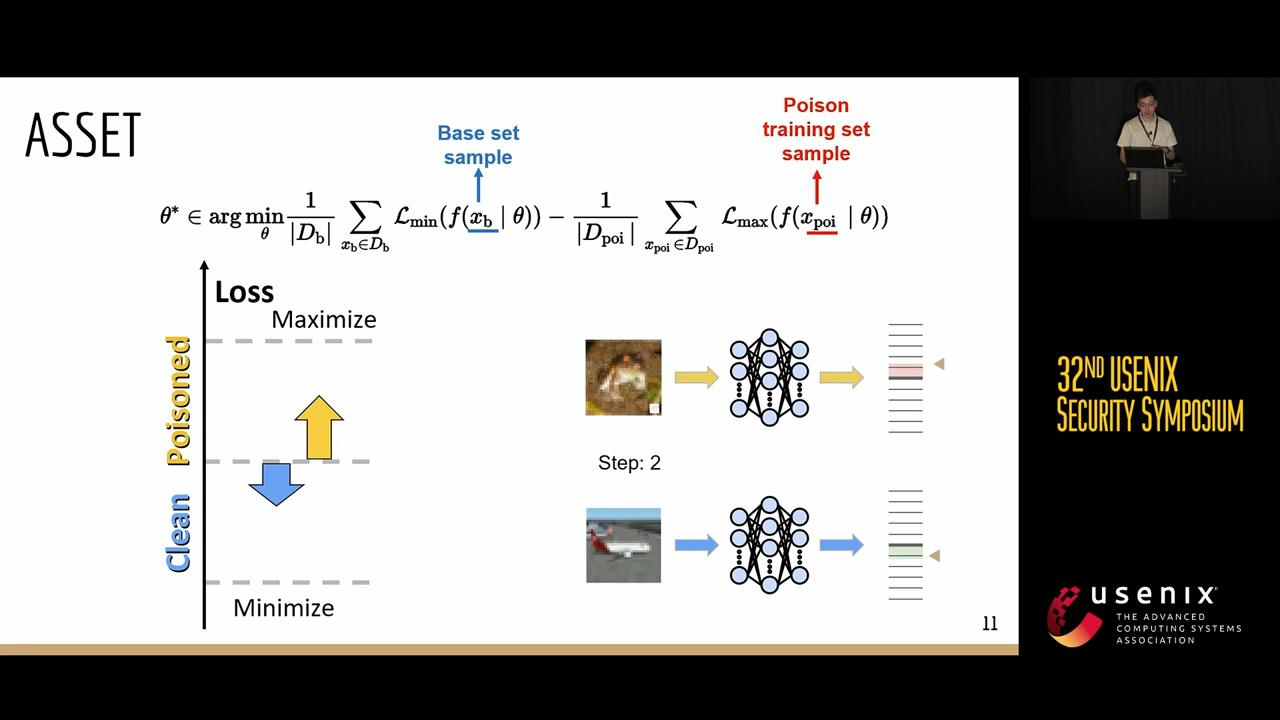 ASSET
Base set
sample
Poison
training set
sample
θ* ∈ arg min_θ 1/|D_b| ∑_{x_b∈D_b} ℒ_min(f(x_b | θ)) − 1/|D_poi| ∑_{x_poi∈D_poi} ℒ_max(f(x_poi | θ))
Loss
Maximize
Poisoned
Clean
Minimize
Step: 2
11
32ND USENIX
SECURITY SYMPOSIUM
usenix
THE ADVANCED
COMPUTING SYSTEMS
ASSOCIATION